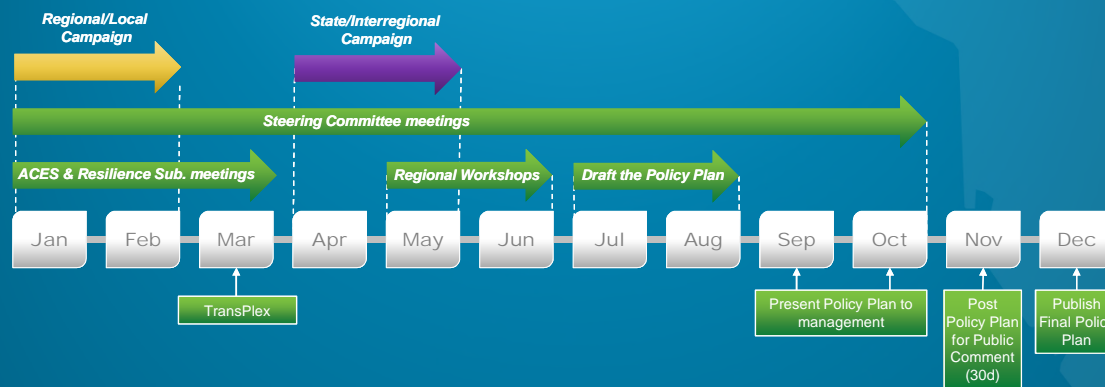 Regional/Local
Campaign
State/Interregional
Campaign
Steering Committee meetings
ACES & Resilience Sub. meetings
Regional Workshops
Draft the Policy Plan
Jan
Feb
Mar
Apr
May
Jun
Jul
Aug
Sep
Oct
Nov
Dec
TransPlex
Present Policy Plan to
management
Post
Policy Plan
for Public
Comment
(30d)
Publish
Final Polic
Plan